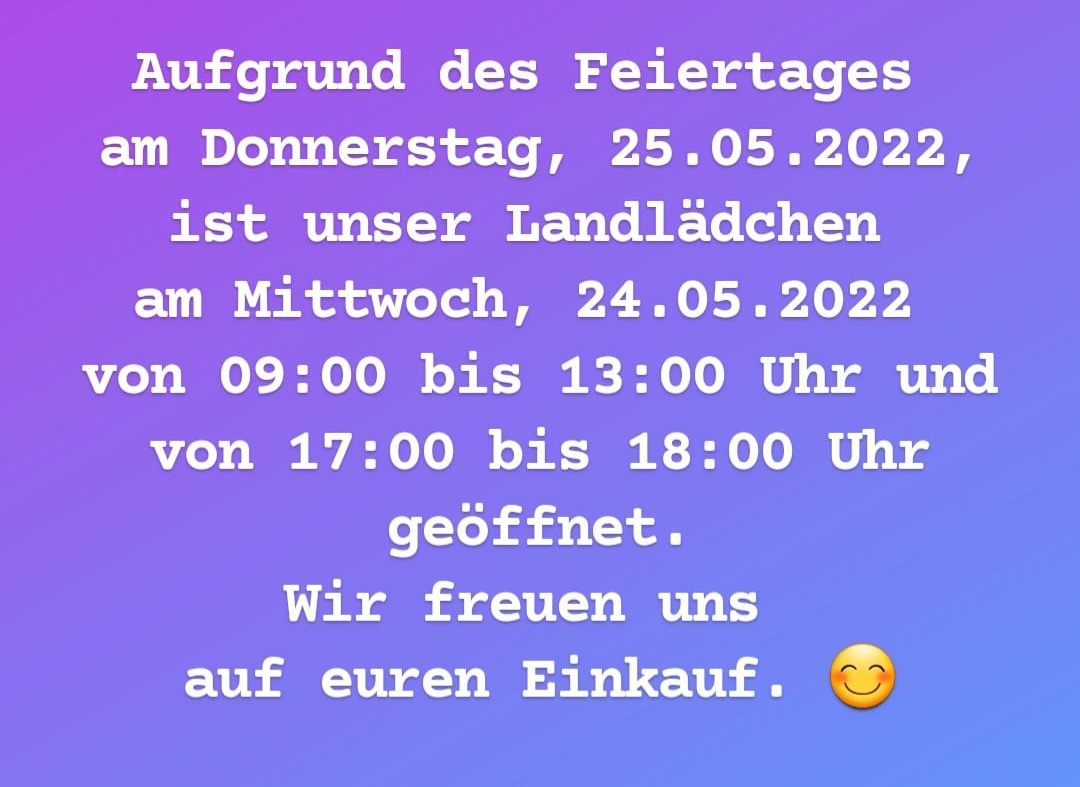 Aufgrund des Feiertages
am Donnerstag, 25.05.2022,
ist unser Landlädchen
am Mittwoch, 24.05.2022
von 09:00 bis 13:00 Uhr und
von 17:00 bis 18:00 Uhr
geöffnet.
Wir freuen uns
auf euren Einkauf. 😊